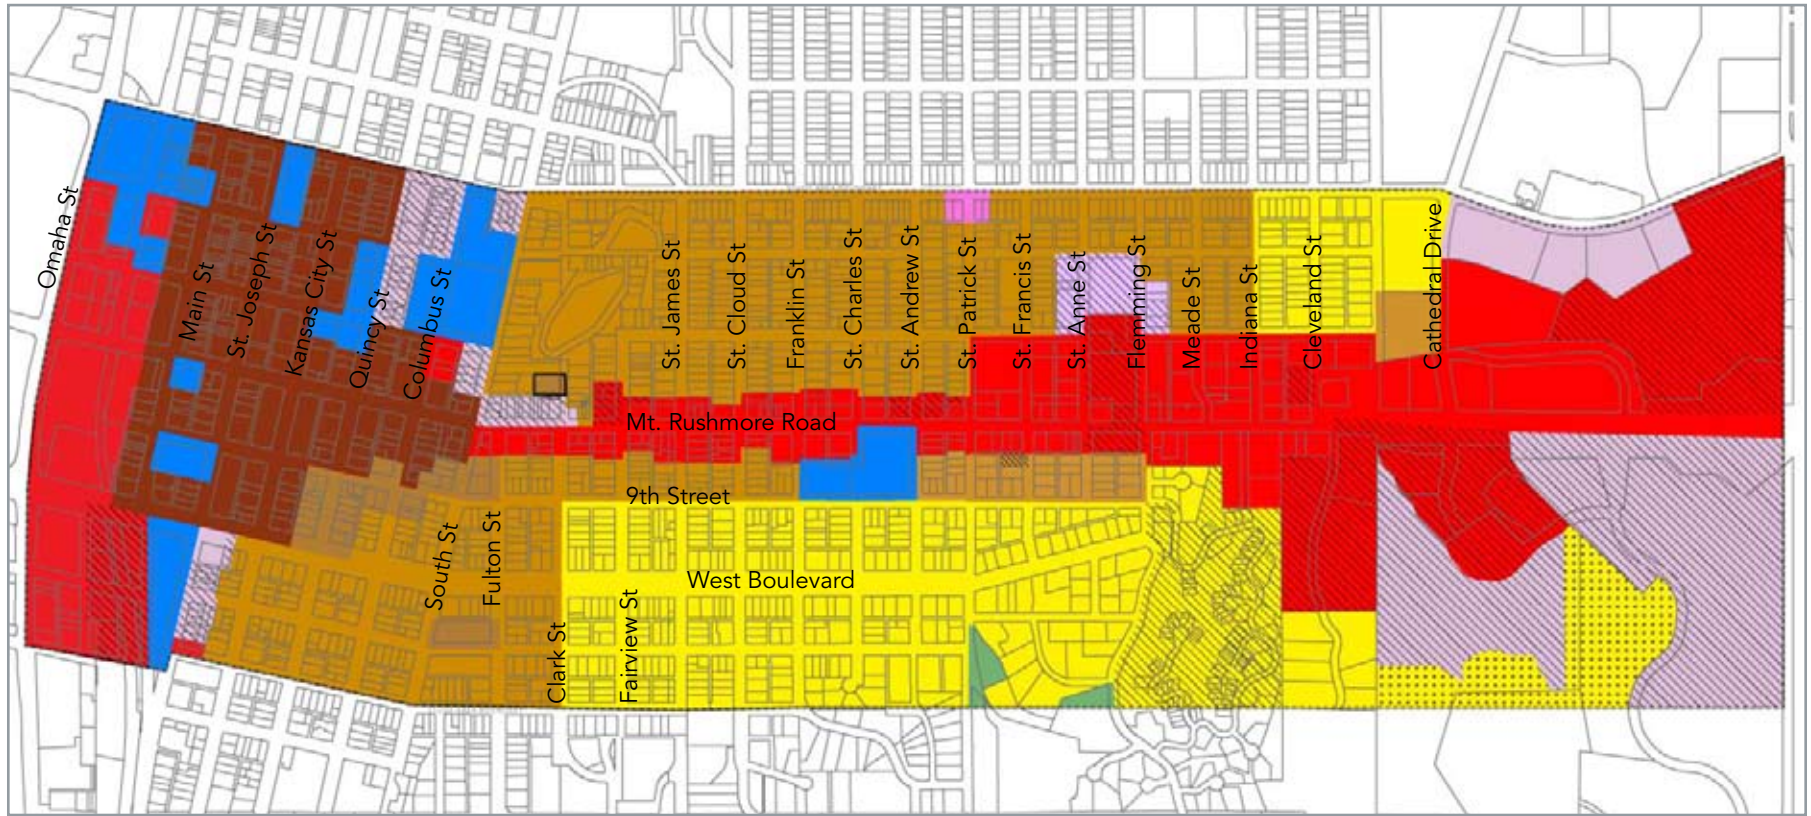 Omaha St
Main St
St. Joseph St
Kansas City St
Quincy St
Columbus St
St. James St
St. Cloud St
Franklin St
St. Charles St
St. Andrew St
St. Patrick St
St. Francis St
St. Anne St
Flemming St
Meade St
Indiana St
Cleveland St
Cathedral Drive
Mt. Rushmore Road
9th Street
South St
Fulton St
West Boulevard
Clark St
Fairview St